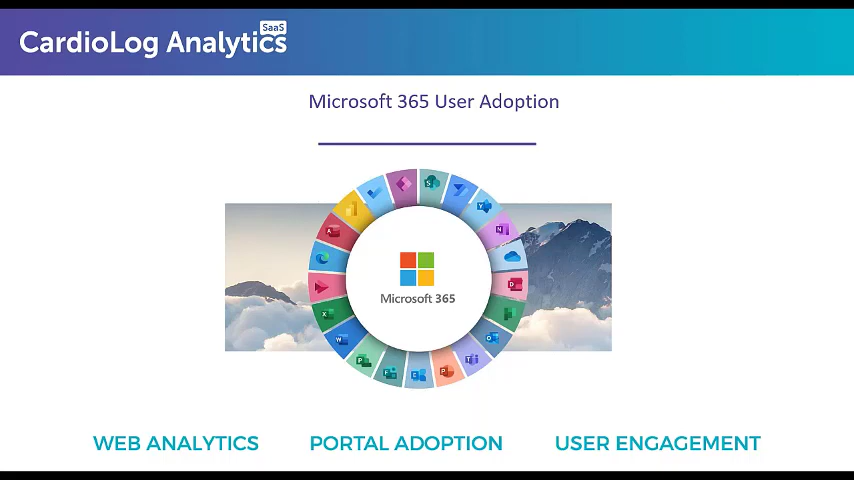 CardioLog Analytics SaaS
Microsoft 365 User Adoption
Microsoft 365
WEB ANALYTICS PORTAL ADOPTION USER ENGAGEMENT